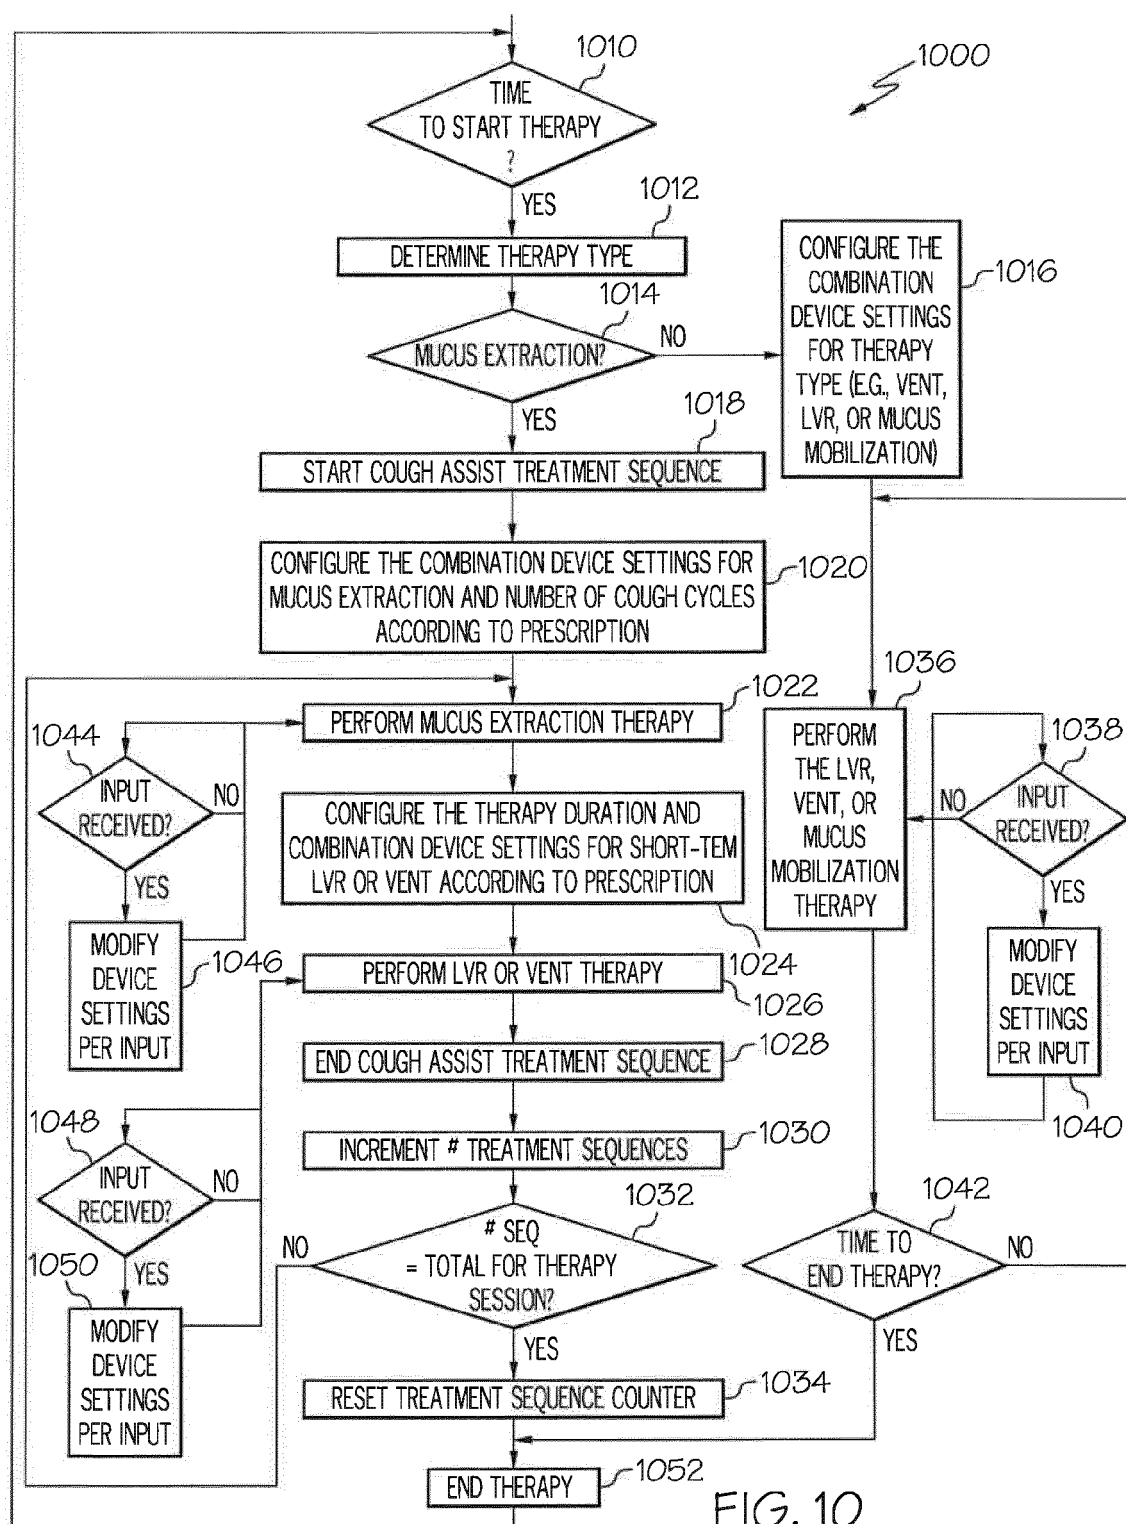 1010
1000
TIME
TO START THERAPY
?
YES
1012
DETERMINE THERAPY TYPE
1014
MUCUS EXTRACTION?
NO
CONFIGURE THE
COMBINATION
DEVICE SETTINGS
FOR THERAPY
TYPE (E.G., VENT,
LVR, OR MUCUS
MOBILIZATION)
1016
YES
1018
START COUGH ASSIST TREATMENT SEQUENCE
CONFIGURE THE COMBINATION DEVICE SETTINGS FOR
MUCUS EXTRACTION AND NUMBER OF COUGH CYCLES
ACCORDING TO PRESCRIPTION
1020
1022
PERFORM MUCUS EXTRACTION THERAPY
1036
PERFORM
THE LVR,
VENT, OR
MUCUS
MOBILIZATION
THERAPY
1038
INPUT
RECEIVED?
NO
YES
MODIFY
DEVICE
SETTINGS
PER INPUT
1040
1044
INPUT
RECEIVED?
NO
YES
MODIFY
DEVICE
SETTINGS
PER INPUT
1046
CONFIGURE THE THERAPY DURATION AND
COMBINATION DEVICE SETTINGS FOR SHORT-TEM
LVR OR VENT ACCORDING TO PRESCRIPTION
1024
PERFORM LVR OR VENT THERAPY
1026
END COUGH ASSIST TREATMENT SEQUENCE
1028
1048
INPUT
RECEIVED?
NO
YES
1050
MODIFY
DEVICE
SETTINGS
PER INPUT
INCREMENT # TREATMENT SEQUENCES
1030
1032
# SEQ
= TOTAL FOR THERAPY
SESSION?
NO
YES
1042
TIME TO
END THERAPY?
NO
YES
RESET TREATMENT SEQUENCE COUNTER
1034
END THERAPY
1052
FIG. 10